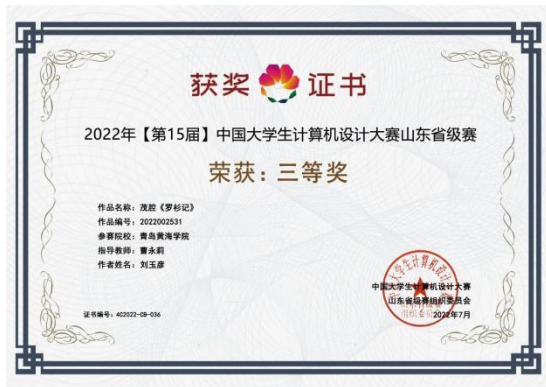 获奖 证书
2022年【第15届】中国大学生计算机设计大赛山东省级赛
荣获：三等奖
作品名称：茂腔《罗衫记》
作品编号：2022002531
参赛院校：青岛黄海学院
指导教师：曹永莉
作者姓名：刘玉彦
中国大学生计算机设计大赛
山东省级赛组织委员会
证书编号：4C2022-CB-036
2022年7月